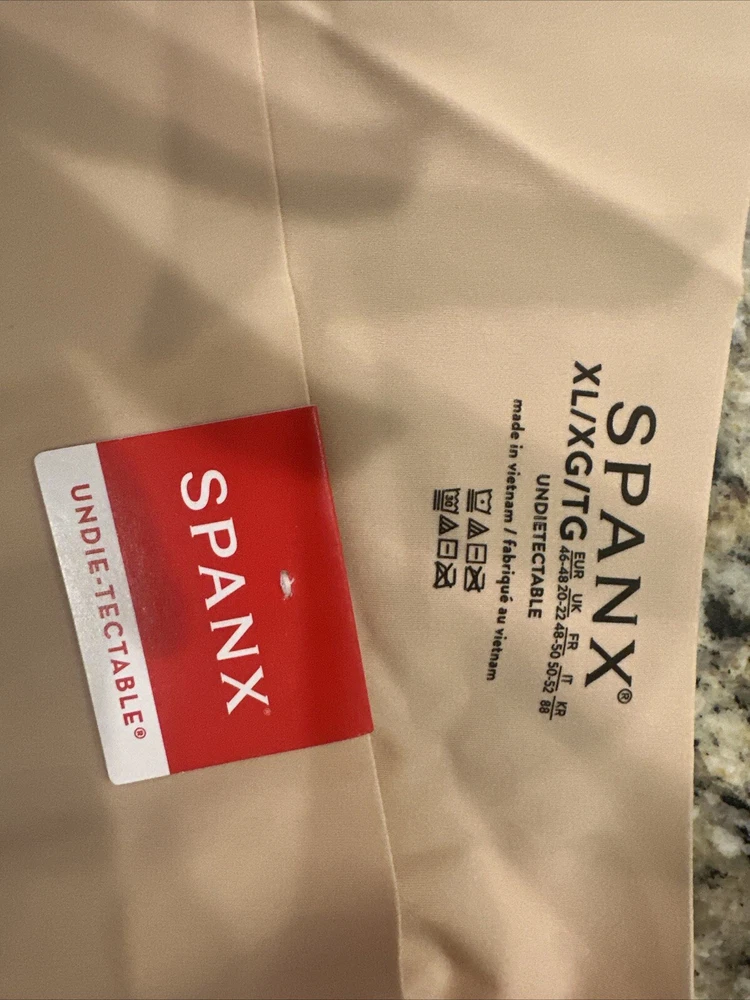 SPANX®
XL/XG/TG
EUR UK FR IT KR
46-48 20-22 48-50 50-52 88
UNDIETECTABLE
made in vietnam / fabriqué au vietnam
30
SPANX®
UNDIE-TECTABLE®